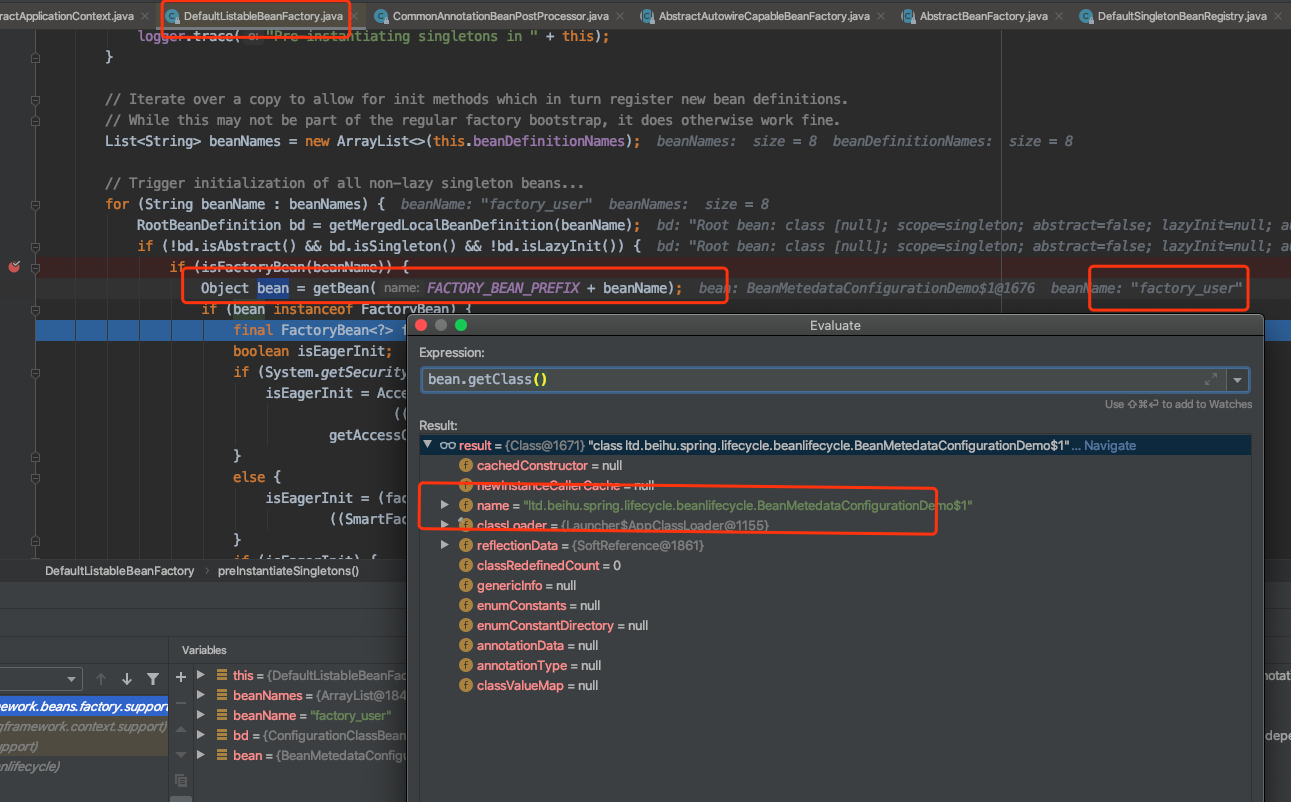 ractApplicationContext.java × DefaultListableBeanFactory.java × CommonAnnotationBeanPostProcessor.java × AbstractAutowireCapableBeanFactory.java × AbstractBeanFactory.java × DefaultSingletonBeanRegistry.java ×
logger.trace( o: "Pre-instantiating singletons in " + this);
}
// Iterate over a copy to allow for init methods which in turn register new bean definitions.
// While this may not be part of the regular factory bootstrap, it does otherwise work fine.
List<String> beanNames = new ArrayList<>(this.beanDefinitionNames); beanNames: size = 8 beanDefinitionNames: size = 8
// Trigger initialization of all non-lazy singleton beans...
for (String beanName : beanNames) { beanName: "factory_user" beanNames: size = 8
RootBeanDefinition bd = getMergedLocalBeanDefinition(beanName); bd: "Root bean: class [null]; scope=singleton; abstract=false; lazyInit=null; au
if (!bd.isAbstract() && bd.isSingleton() && !bd.isLazyInit()) { bd: "Root bean: class [null]; scope=singleton; abstract=false; lazyInit=null; au
if (isFactoryBean(beanName)) {
Object bean = getBean( name: FACTORY_BEAN_PREFIX + beanName); bean: BeanMetedataConfigurationDemo$1@1676 beanName: "factory_user"
if (bean instanceof FactoryBean) {
final FactoryBean<?> f
boolean isEagerInit;
if (System.getSecurity
isEagerInit = Acce
((
getAccessC
}
else {
isEagerInit = (fac
((SmartFac
}
if (isEagerInit) {
DefaultListableBeanFactory › preInstantiateSingletons()
Evaluate
Expression:
bean.getClass()
Use ⇧⌘⏎ to add to Watches
Result:
result = {Class@1671} "class ltd.beihu.spring.lifecycle.beanlifecycle.BeanMetedataConfigurationDemo$1" ... Navigate
cachedConstructor = null
newInstanceCallerCache = null
name = "ltd.beihu.spring.lifecycle.beanlifecycle.BeanMetedataConfigurationDemo$1"
classLoader = {Launcher$AppClassLoader@1155}
reflectionData = {SoftReference@1861}
classRedefinedCount = 0
genericInfo = null
enumConstants = null
enumConstantDirectory = null
annotationData = null
annotationType = null
classValueMap = null
Variables
this = {DefaultListableBeanFac
beanNames = {ArrayList@184
beanName = "factory_user"
bd = {ConfigurationClassBean
bean = {BeanMetedataConfigu
ework.beans.factory.support
gframework.context.support)
pport)
anlifecycle)
notatio
depe